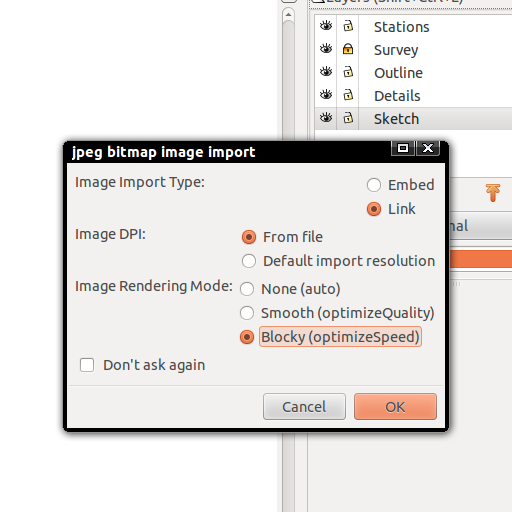 Layers (Shift+Ctrl+L)
Stations
Survey
Outline
Details
Sketch
jpeg bitmap image import
Image Import Type:
Embed
Link
Image DPI:
From file
Default import resolution
Image Rendering Mode:
None (auto)
Smooth (optimizeQuality)
Blocky (optimizeSpeed)
Don't ask again
Cancel
OK